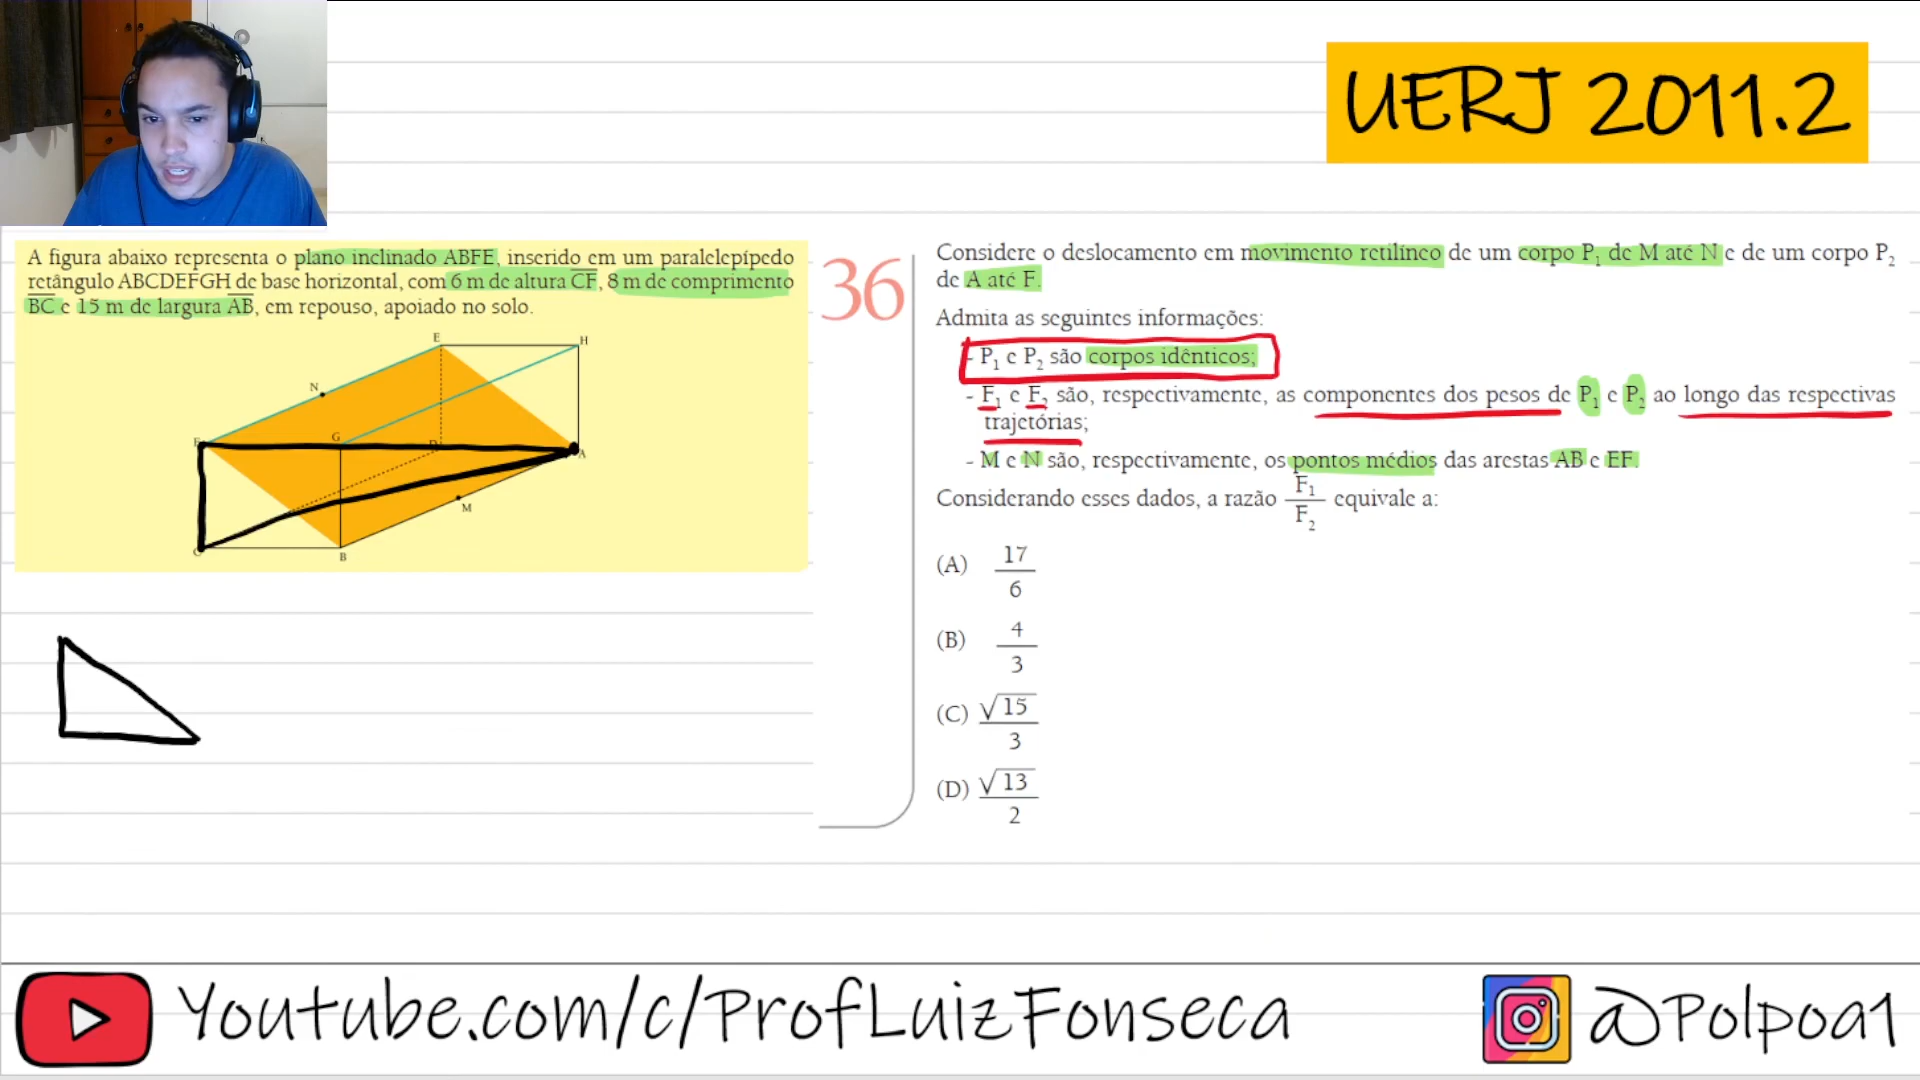 UERJ 2011.2
A figura abaixo representa o plano inclinado ABFE, inserido em um paralelepípedo
retângulo ABCDEFGH de base horizontal, com 6 m de altura CF, 8 m de comprimento
BC e 15 m de largura AB, em repouso, apoiado no solo.
E
H
N
F
G
D
A
M
C
B
36
Considere o deslocamento em movimento retilíneo de um corpo P₁ de M até N e de um corpo P₂
de A até F.
Admita as seguintes informações:
- P₁ e P₂ são corpos idênticos;
- F₁ e F₂ são, respectivamente, as componentes dos pesos de P₁ e P₂ ao longo das respectivas
trajetórias;
- M e N são, respectivamente, os pontos médios das arestas AB e EF.
Considerando esses dados, a razão F₁/F₂ equivale a:
(A) 17/6
(B) 4/3
(C) √15/3
(D) √13/2
Youtube.com/c/ProfLuizFonseca
@Polpoa1